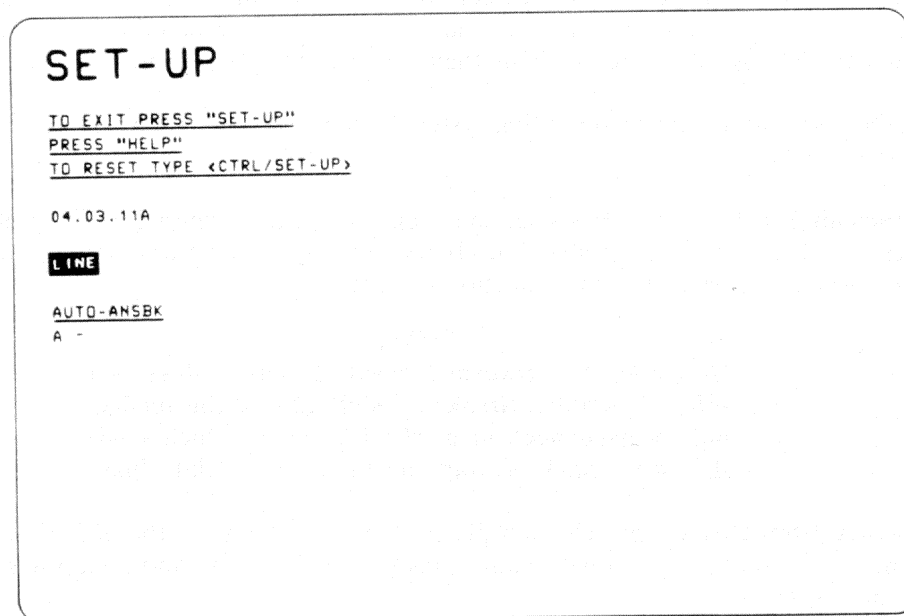 SET-UP
TO EXIT PRESS "SET-UP"
PRESS "HELP"
TO RESET TYPE <CTRL/SET-UP>
04.03.11A
LINE
AUTO-ANSBK
A -